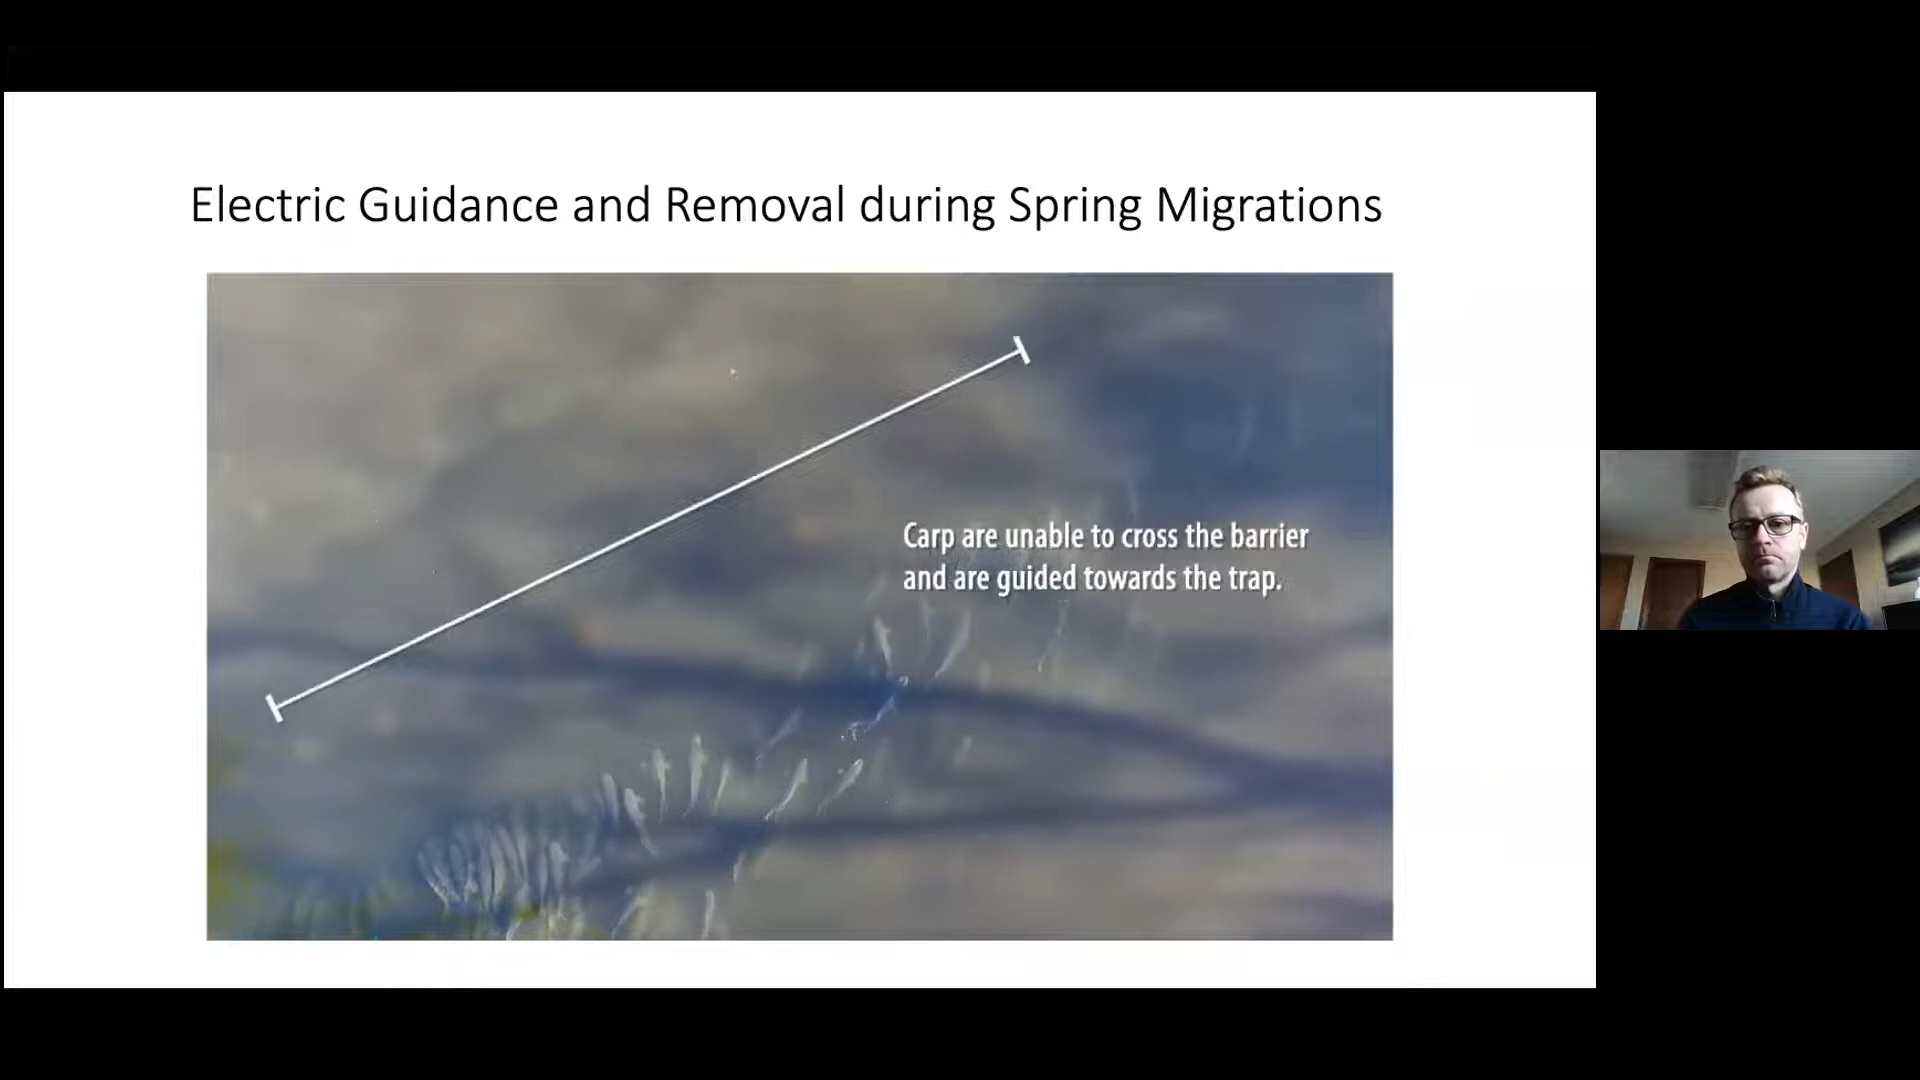 Electric Guidance and Removal during Spring Migrations
Carp are unable to cross the barrier
and are guided towards the trap.